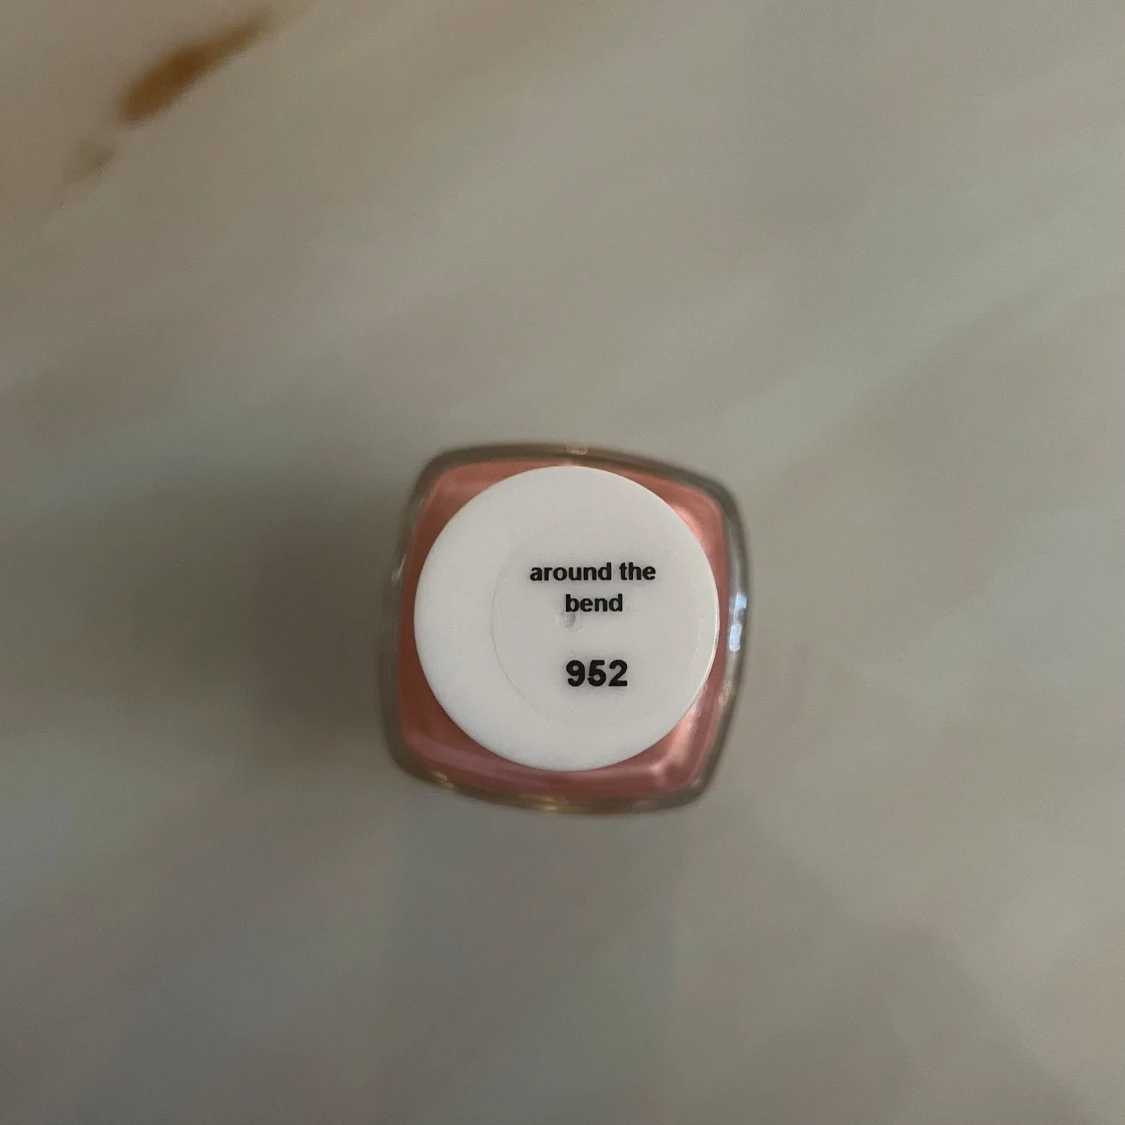 around the
bend
952